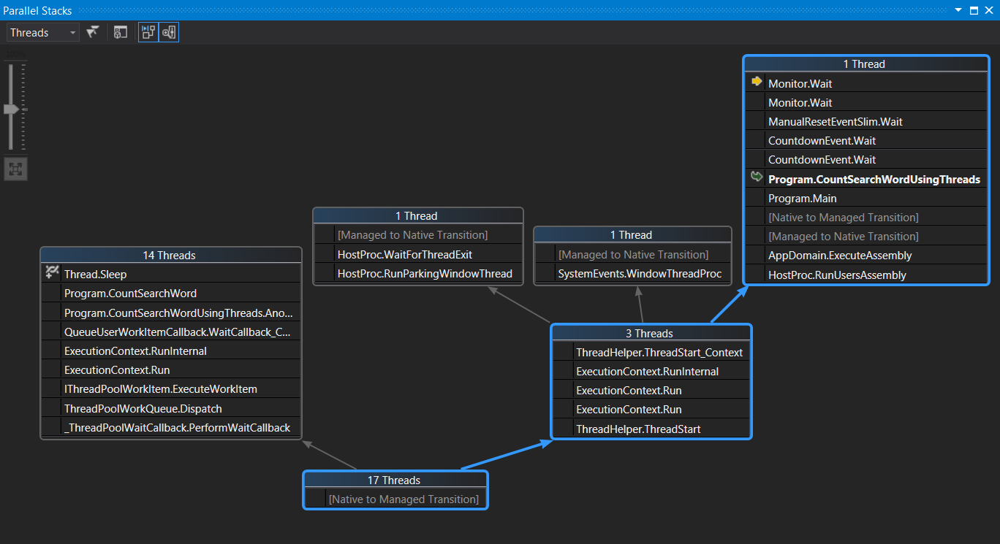 Parallel Stacks
Threads
100%
1 Thread
Monitor.Wait
Monitor.Wait
ManualResetEventSlim.Wait
CountdownEvent.Wait
CountdownEvent.Wait
Program.CountSearchWordUsingThreads
Program.Main
[Native to Managed Transition]
[Managed to Native Transition]
AppDomain.ExecuteAssembly
HostProc.RunUsersAssembly
1 Thread
[Managed to Native Transition]
HostProc.WaitForThreadExit
HostProc.RunParkingWindowThread
1 Thread
[Managed to Native Transition]
SystemEvents.WindowThreadProc
14 Threads
Thread.Sleep
Program.CountSearchWord
Program.CountSearchWordUsingThreads.Ano...
QueueUserWorkItemCallback.WaitCallback_C...
ExecutionContext.RunInternal
ExecutionContext.Run
IThreadPoolWorkItem.ExecuteWorkItem
ThreadPoolWorkQueue.Dispatch
_ThreadPoolWaitCallback.PerformWaitCallback
3 Threads
ThreadHelper.ThreadStart_Context
ExecutionContext.RunInternal
ExecutionContext.Run
ExecutionContext.Run
ThreadHelper.ThreadStart
17 Threads
[Native to Managed Transition]